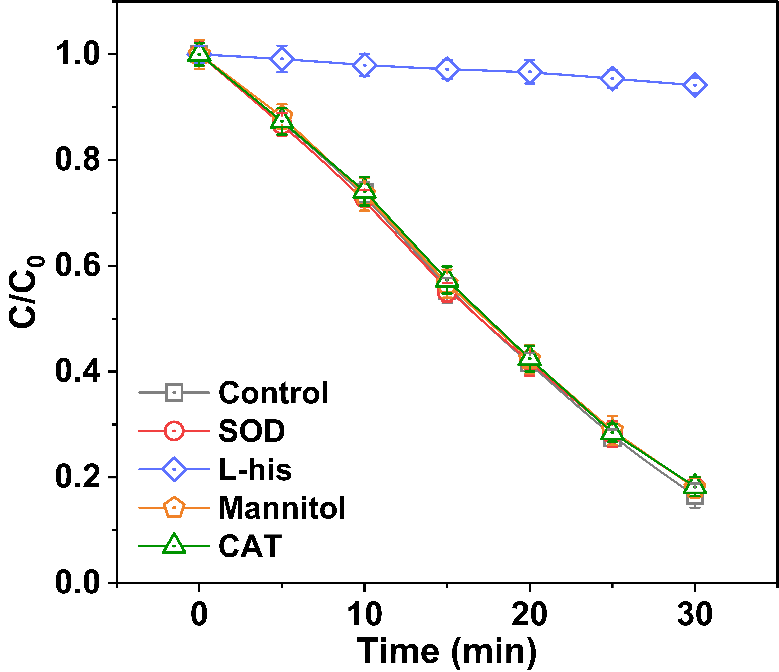 C/C₀
1.0
0.8
0.6
0.4
0.2
0.0
Control
SOD
L-his
Mannitol
CAT
0 10 20 30
Time (min)